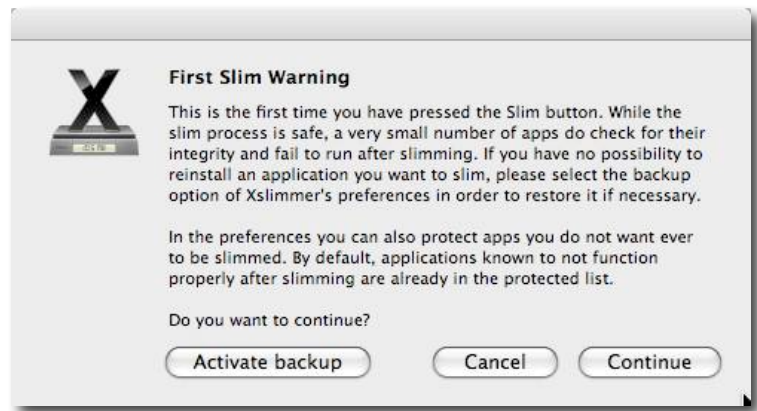 First Slim Warning
This is the first time you have pressed the Slim button. While the
slim process is safe, a very small number of apps do check for their
integrity and fail to run after slimming. If you have no possibility to
reinstall an application you want to slim, please select the backup
option of Xslimmer's preferences in order to restore it if necessary.
In the preferences you can also protect apps you do not want ever
to be slimmed. By default, applications known to not function
properly after slimming are already in the protected list.
Do you want to continue?
Activate backup Cancel Continue